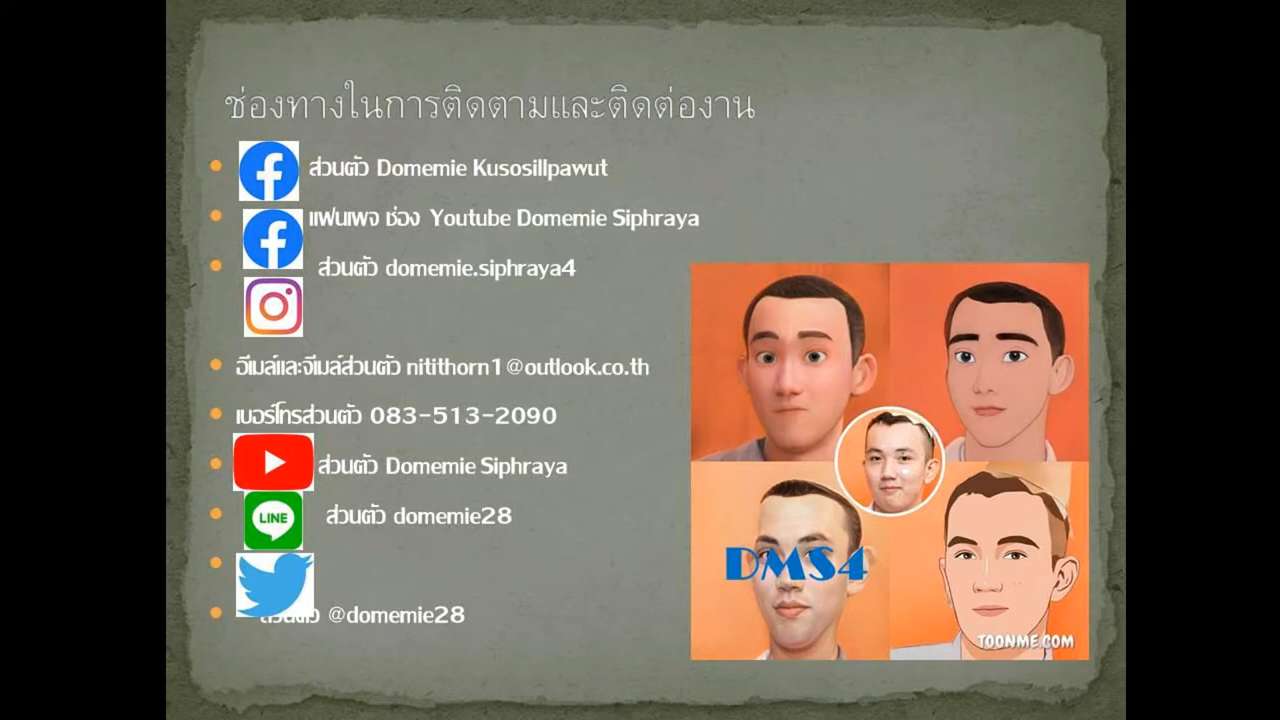 ช่องทางในการติดตามและติดต่องาน
ส่วนตัว Domemie Kusosillpawut
แฟนเพจ ช่อง Youtube Domemie Siphraya
ส่วนตัว domemie.siphraya4
อีเมล์และจีเมล์ส่วนตัว nitithorn1@outlook.co.th
เบอร์โทรส่วนตัว 083-513-2090
ส่วนตัว Domemie Siphraya
LINE ส่วนตัว domemie28
ส่วนตัว @domemie28
DMS4
TOONME.COM